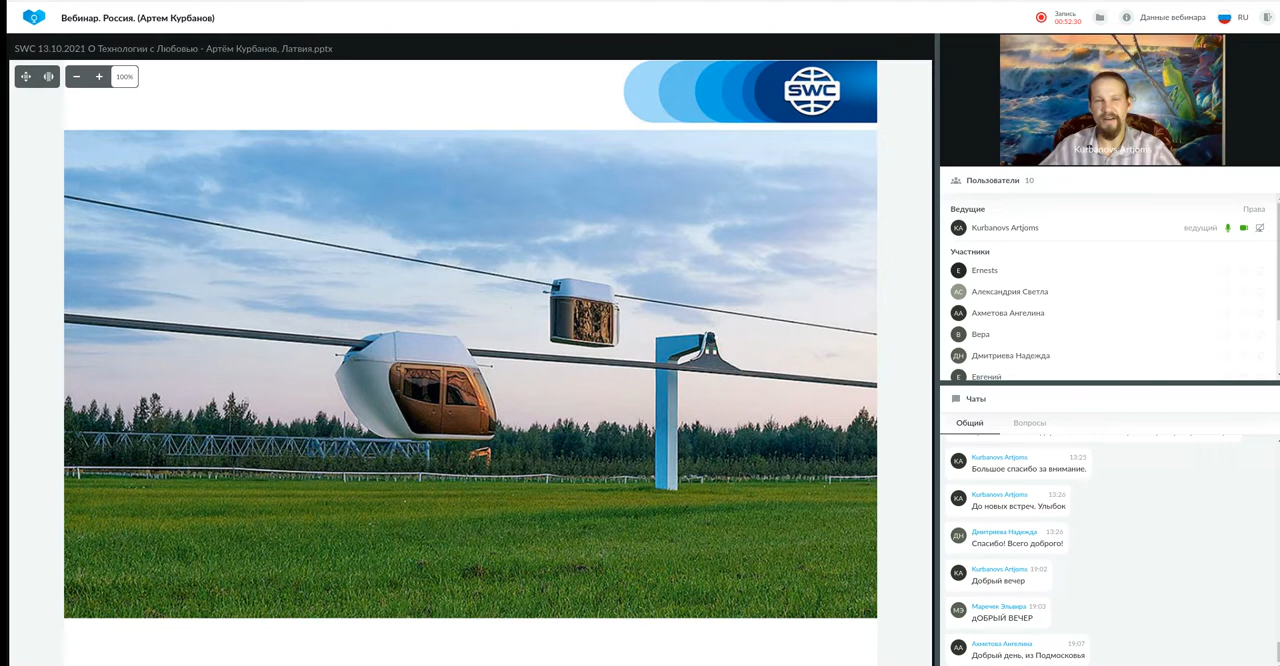 Вебинар. Россия. (Артем Курбанов)
Запись
00:52:30
Данные вебинара
RU
SWC 13.10.2021 О Технологии с Любовью - Артём Курбанов, Латвия.pptx
100%
SWC
Kurbanovs Artjoms
Пользователи 10
Ведущие
Права
KA Kurbanovs Artjoms ведущий
Участники
E Ernests
АС Александрия Светла
АА Ахметова Ангелина
В Вера
ДН Дмитриева Надежда
Е Евгений
Чаты
Общий Вопросы
KA Kurbanovs Artjoms 13:25
Большое спасибо за внимание.
KA Kurbanovs Artjoms 13:26
До новых встреч. Улыбок
ДН Дмитриева Надежда 13:26
Спасибо! Всего доброго!
KA Kurbanovs Artjoms 19:02
Добрый вечер
МЭ Маречек Эльвира 19:03
дОБРЫЙ ВЕЧЕР
АА Ахметова Ангелина 19:07
Добрый день, из Подмосковья